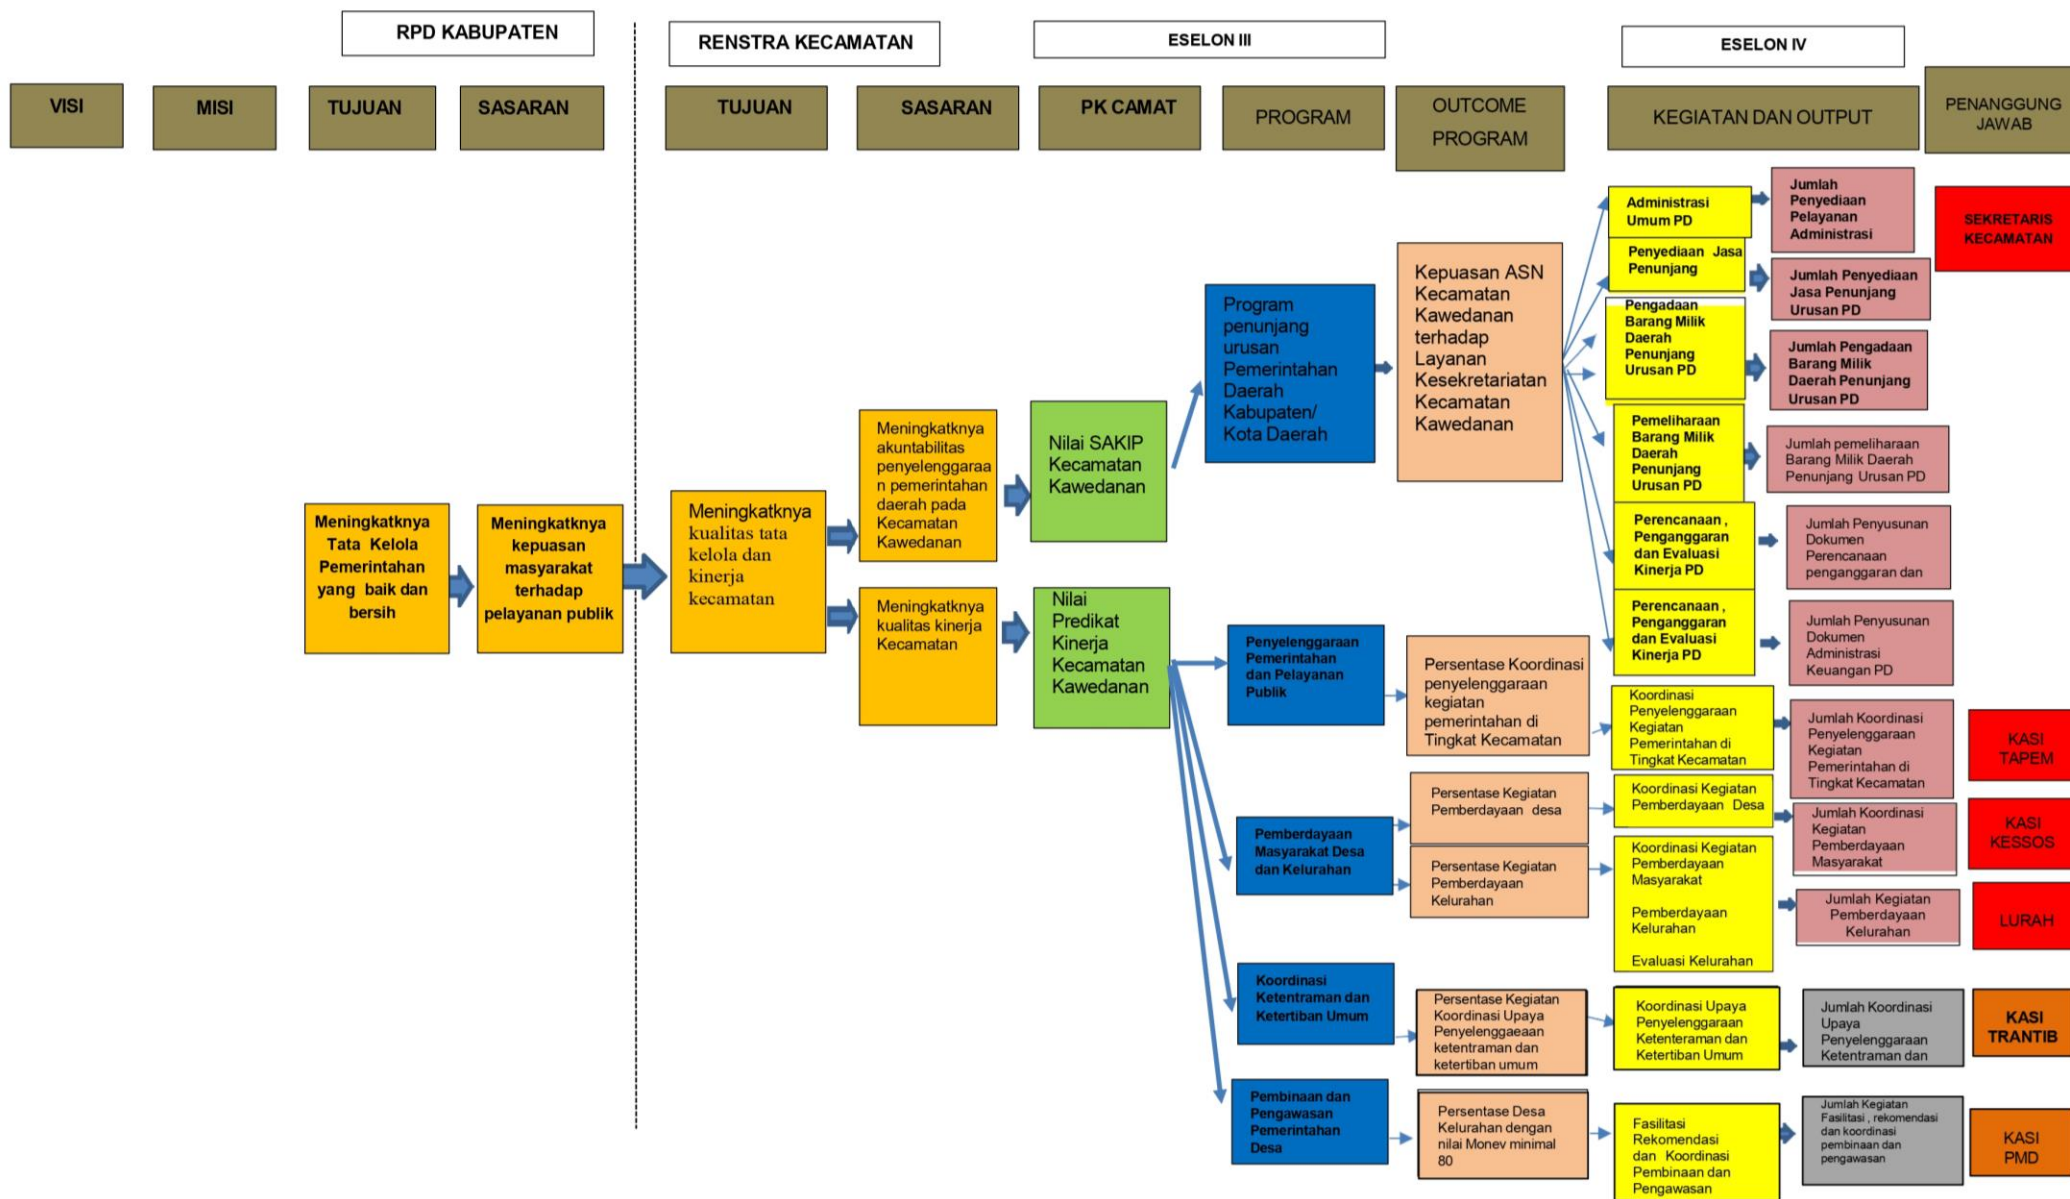 RPD KABUPATEN
RENSTRA KECAMATAN
ESELON III
ESELON IV
VISI
MISI
TUJUAN
SASARAN
TUJUAN
SASARAN
PK CAMAT
PROGRAM
OUTCOME
PROGRAM
KEGIATAN DAN OUTPUT
PENANGGUNG
JAWAB
Meningkatknya
Tata Kelola
Pemerintahan
yang baik dan
bersih
Meningkatknya
kepuasan
masyarakat
terhadap
pelayanan publik
Meningkatknya
kualitas tata
kelola dan
kinerja
kecamatan
Meningkatknya
akuntabilitas
penyelenggaraa
n pemerintahan
daerah pada
Kecamatan
Kawedanan
Meningkatknya
kualitas kinerja
Kecamatan
Nilai SAKIP
Kecamatan
Kawedanan
Nilai
Predikat
Kinerja
Kecamatan
Kawedanan
Program
penunjang
urusan
Pemerintahan
Daerah
Kabupaten/
Kota Daerah
Penyelenggaraan
Pemerintahan
dan Pelayanan
Publik
Pemberdayaan
Masyarakat Desa
dan Kelurahan
Koordinasi
Ketentraman dan
Ketertiban Umum
Pembinaan dan
Pengawasan
Pemerintahan
Desa
Kepuasan ASN
Kecamatan
Kawedanan
terhadap
Layanan
Kesekretariatan
Kecamatan
Kawedanan
Persentase Koordinasi
penyelenggaraan
kegiatan
pemerintahan di
Tingkat Kecamatan
Persentase Kegiatan
Pemberdayaan desa
Persentase Kegiatan
Pemberdayaan
Kelurahan
Persentase Kegiatan
Koordinasi Upaya
Penyelenggaeaan
ketentraman dan
ketertiban umum
Persentase Desa
Kelurahan dengan
nilai Monev minimal
80
Administrasi
Umum PD
Penyediaan Jasa
Penunjang
Pengadaan
Barang Milik
Daerah
Penunjang
Urusan PD
Pemeliharaan
Barang Milik
Daerah
Penunjang
Urusan PD
Perencanaan ,
Penganggaran
dan Evaluasi
Kinerja PD
Perencanaan ,
Penganggaran
dan Evaluasi
Kinerja PD
Koordinasi
Penyelenggaraan
Kegiatan
Pemerintahan di
Tingkat Kecamatan
Koordinasi Kegiatan
Pemberdayaan Desa
Koordinasi Kegiatan
Pemberdayaan
Masyarakat
Pemberdayaan
Kelurahan
Evaluasi Kelurahan
Koordinasi Upaya
Penyelenggaraan
Ketenteraman dan
Ketertiban Umum
Fasilitasi
Rekomendasi
dan Koordinasi
Pembinaan dan
Pengawasan
Jumlah
Penyediaan
Pelayanan
Administrasi
Jumlah Penyediaan
Jasa Penunjang
Urusan PD
Jumlah Pengadaan
Barang Milik
Daerah Penunjang
Urusan PD
Jumlah pemeliharaan
Barang Milik Daerah
Penunjang Urusan PD
Jumlah Penyusunan
Dokumen
Perencanaan
penganggaran dan
Jumlah Penyusunan
Dokumen
Administrasi
Keuangan PD
Jumlah Koordinasi
Penyelenggaraan
Kegiatan
Pemerintahan di
Tingkat Kecamatan
Jumlah Koordinasi
Kegiatan
Pemberdayaan
Masyarakat
Jumlah Kegiatan
Pemberdayaan
Kelurahan
Jumlah Koordinasi
Upaya
Penyelenggaraan
Ketentraman dan
Jumlah Kegiatan
Fasilitasi , rekomendasi
dan koordinasi
pembinaan dan
pengawasan
SEKRETARIS
KECAMATAN
KASI
TAPEM
KASI
KESSOS
LURAH
KASI
TRANTIB
KASI
PMD